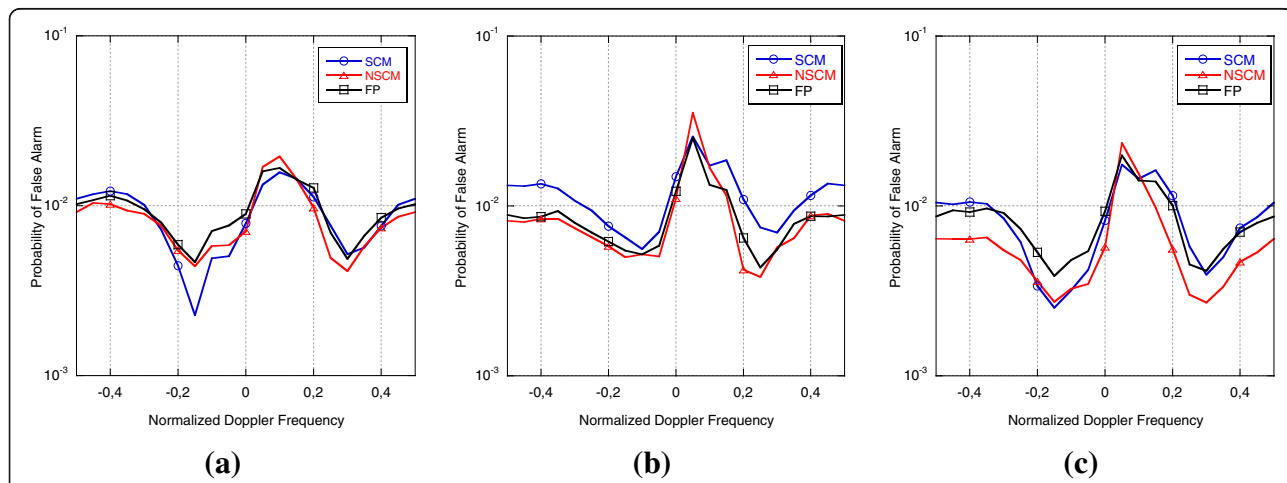 10-1
Probability of False Alarm
10-2
10-3
SCM
NSCM
FP
-0,4 -0,2 0 0,2 0,4
Normalized Doppler Frequency
(a)
10-1
Probability of False Alarm
10-2
10-3
SCM
NSCM
FP
-0,4 -0,2 0 0,2 0,4
Normalized Doppler Frequency
(b)
10-1
Probability of False Alarm
10-2
10-3
SCM
NSCM
FP
-0,4 -0,2 0 0,2 0,4
Normalized Doppler Frequency
(c)